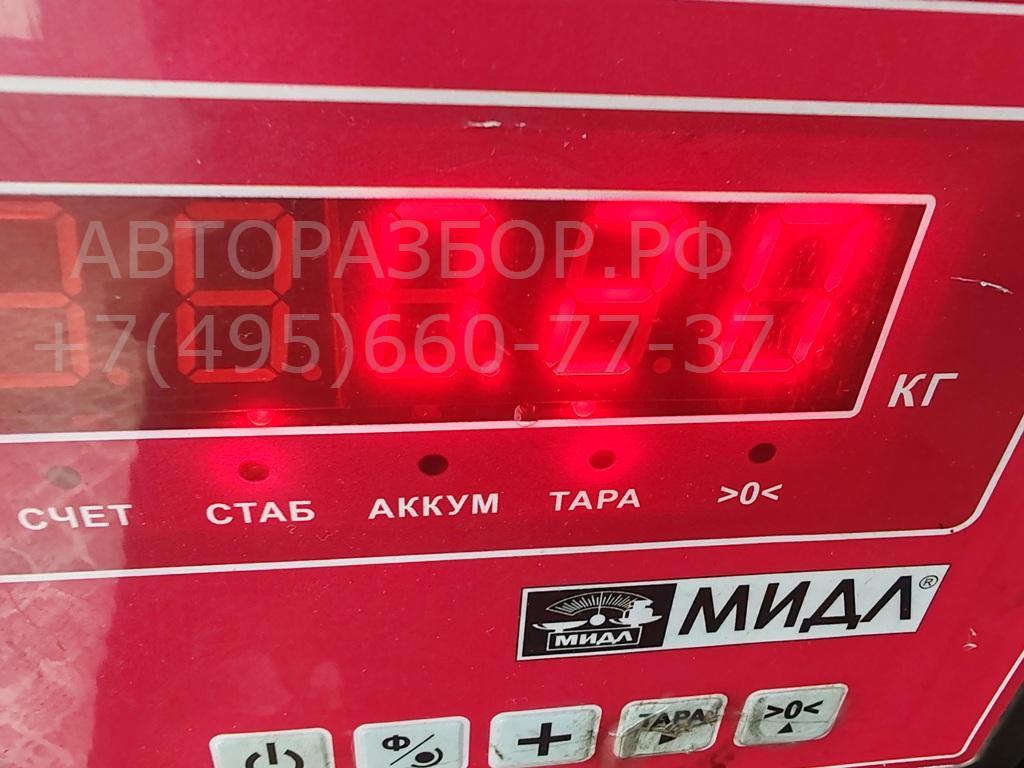 АВТОРАЗБОР.РФ
+7(495)660-77-37
КГ
СЧЕТ СТАБ АККУМ ТАРА >0<
МИДЛ МИДЛ®
Ф + ТАРА >0<